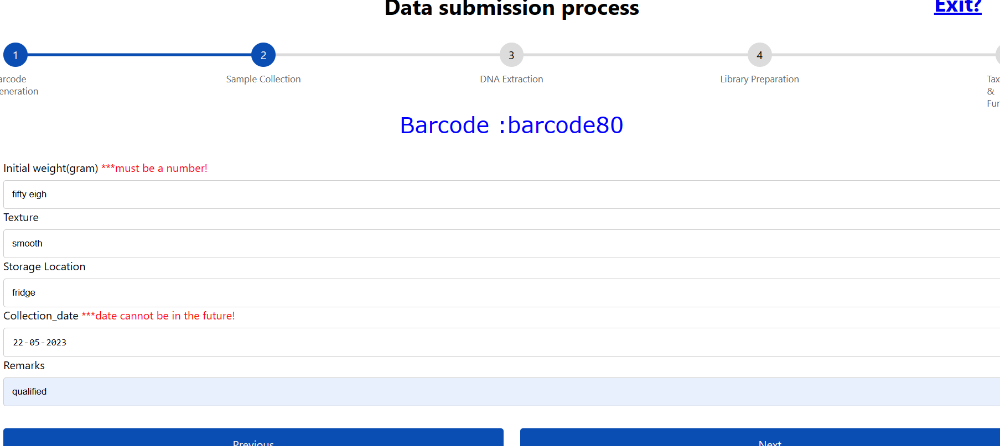 Data submission process
Exit?
1
2
3
4
arcode
eneration
Sample Collection
DNA Extraction
Library Preparation
Tax
&
Fur
Barcode :barcode80
Initial weight(gram) ***must be a number!
fifty eigh
Texture
smooth
Storage Location
fridge
Collection_date ***date cannot be in the future!
22-05-2023
Remarks
qualified
Previous
Next